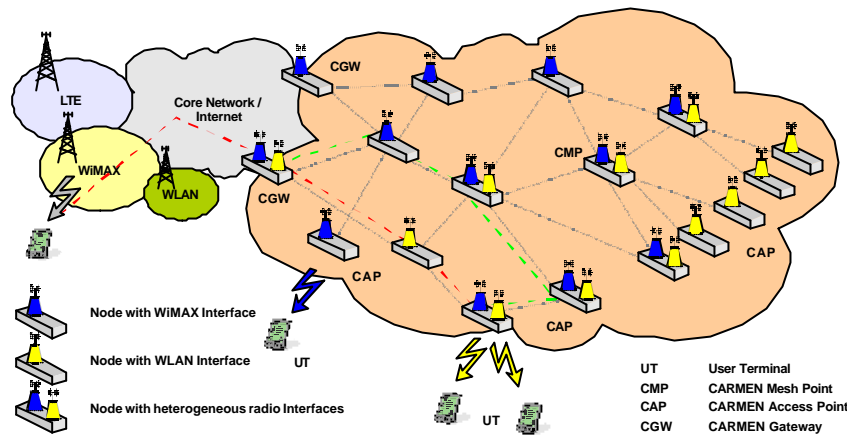 CGW
LTE
Core Network /
Internet
WiMAX
CMP
WLAN
CGW
CAP
Node with WiMAX Interface
CAP
UT
Node with WLAN Interface
UT User Terminal
CMP CARMEN Mesh Point
Node with heterogeneous radio Interfaces
UT
CAP CARMEN Access Point
CGW CARMEN Gateway